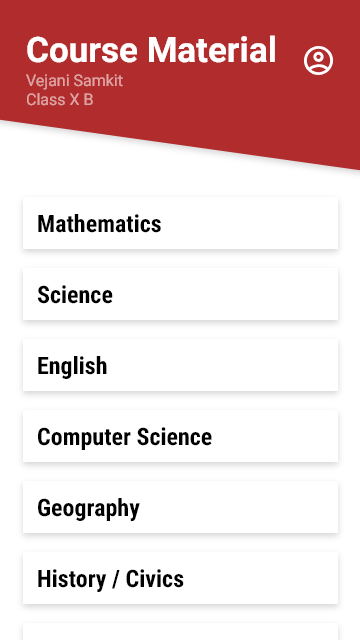 Course Material
Vejani Samkit
Class X B
Mathematics
Science
English
Computer Science
Geography
History / Civics